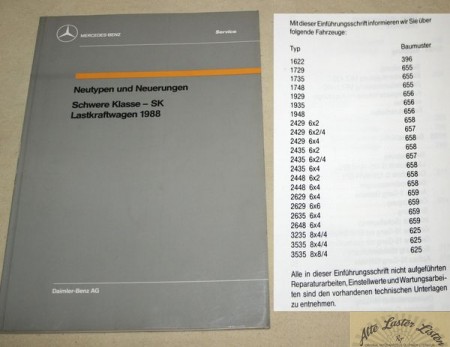 MERCEDES-BENZ
Service
Neutypen und Neuerungen
Schwere Klasse – SK
Lastkraftwagen 1988
Daimler-Benz AG
Mit dieser Einführungsschrift informieren wir Sie über
folgende Fahrzeuge:
Typ Baumuster
1622 396
1729 655
1735 655
1748 655
1929 656
1935 656
1948 656
2429 6x2 658
2429 6x2/4 657
2429 6x4 658
2435 6x2 658
2435 6x2/4 657
2435 6x4 658
2448 6x2 658
2448 6x4 658
2629 6x4 659
2629 6x6 659
2635 6x4 659
2648 6x4 659
3235 8x4/4 625
3535 8x4/4 625
3535 8x8/4 625
Alle in dieser Einführungsschrift nicht aufgeführten
Reparaturarbeiten, Einstellwerte und Wartungsarbei-
ten sind den vorhandenen technischen Unterlagen
zu entnehmen.
Alte Laster Listen